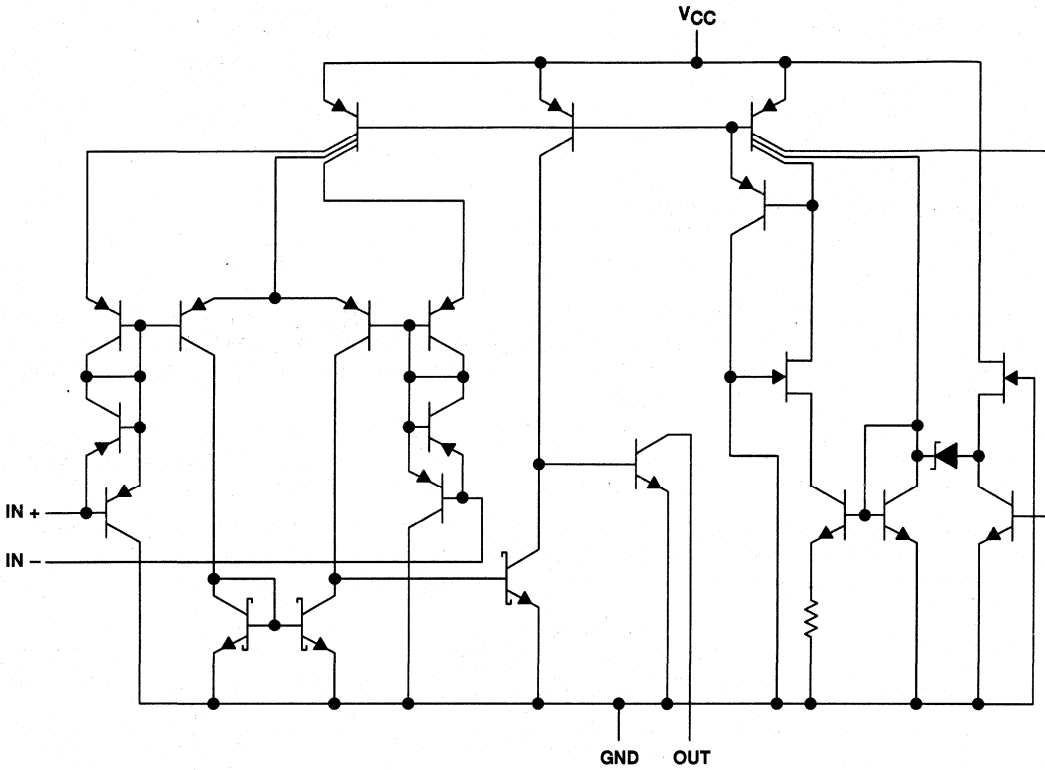 VCC
IN +
IN –
GND
OUT